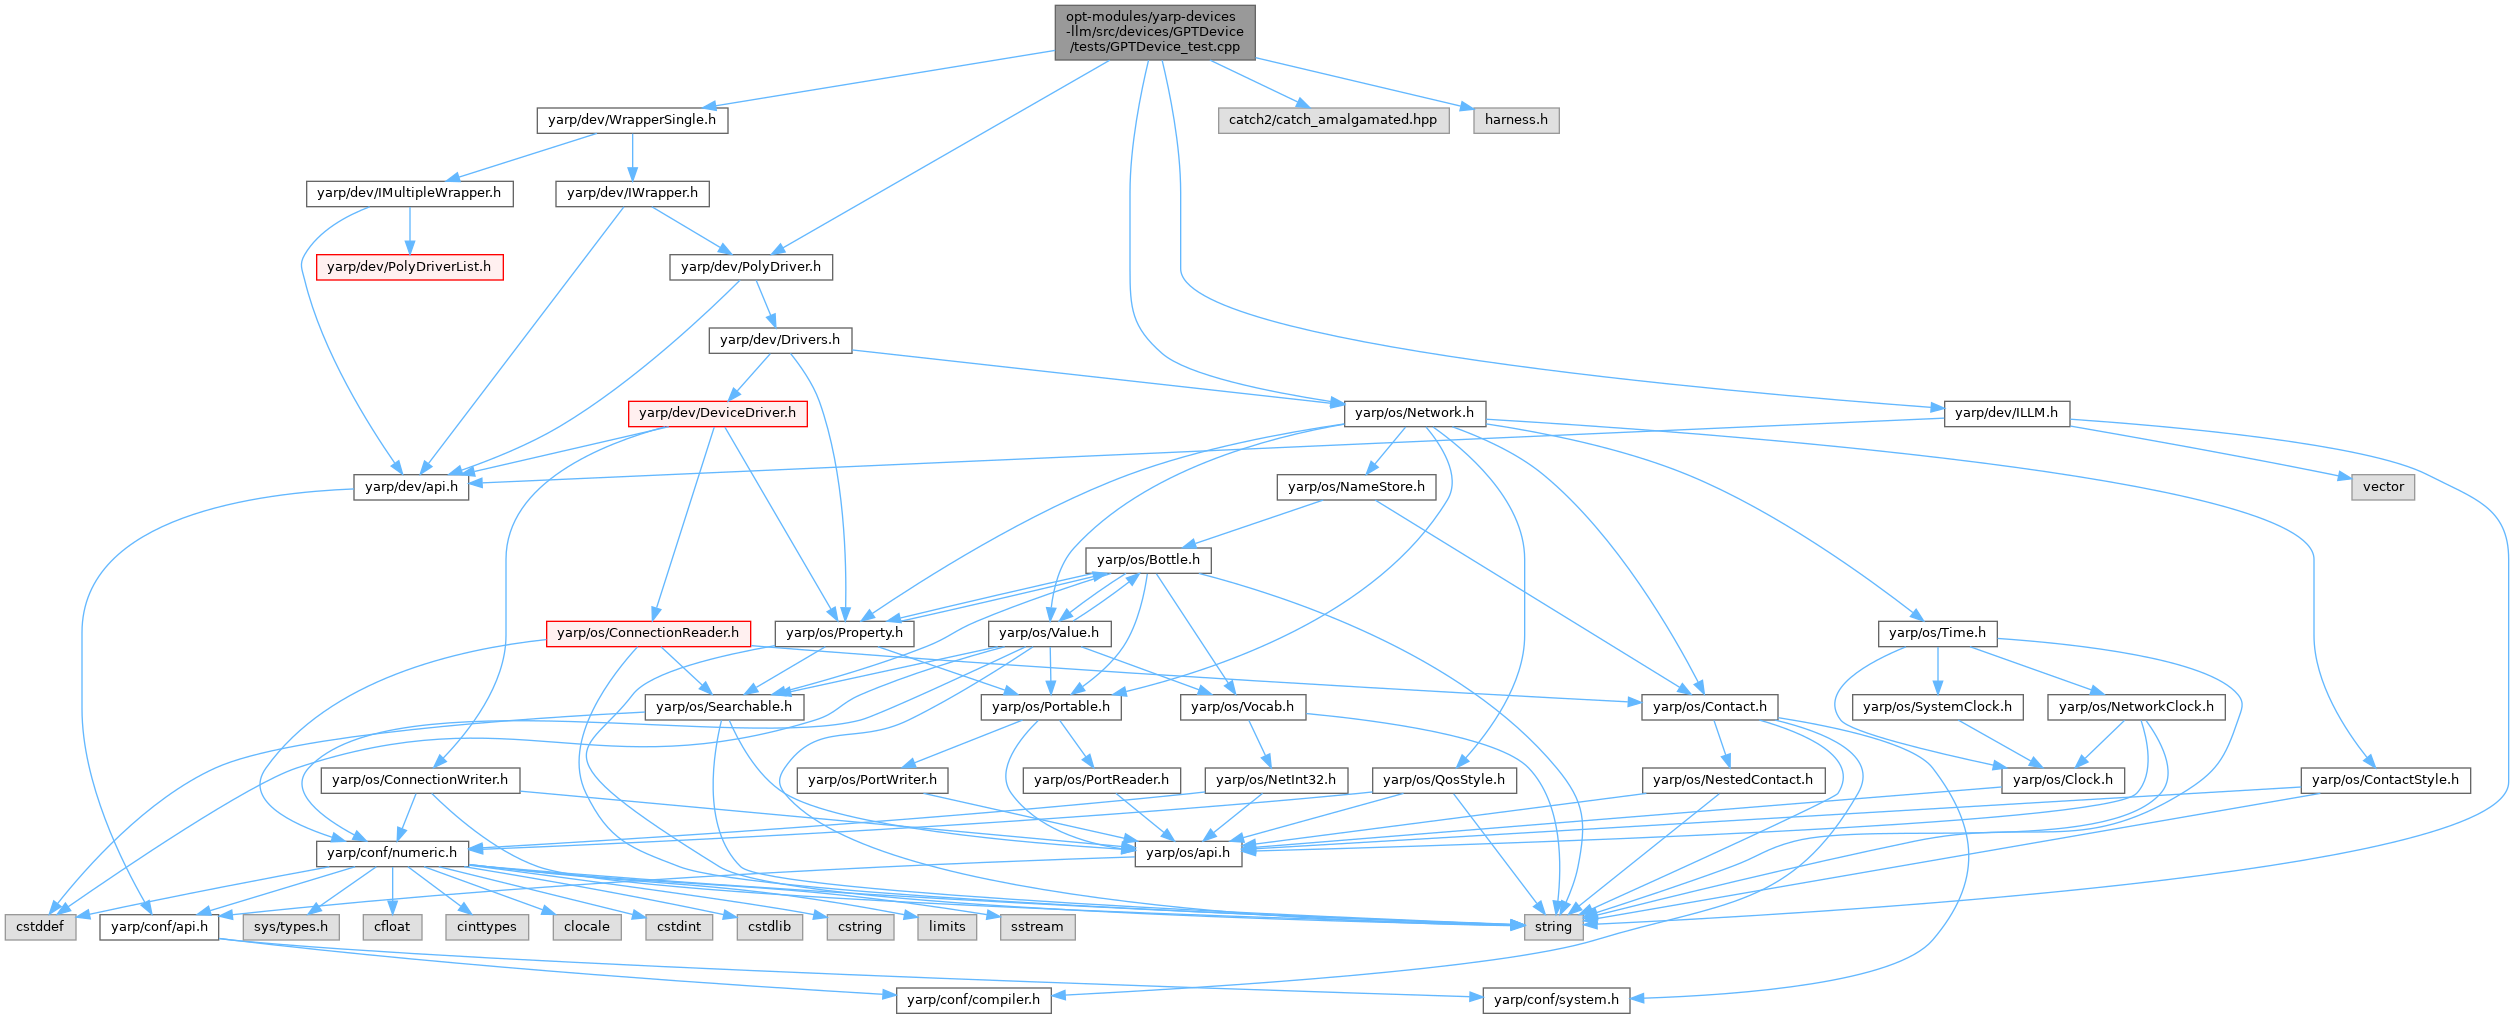 opt-modules/yarp-devices
-llm/src/devices/GPTDevice
/tests/GPTDevice_test.cpp
yarp/dev/WrapperSingle.h
catch2/catch_amalgamated.hpp
harness.h
yarp/dev/IMultipleWrapper.h
yarp/dev/IWrapper.h
yarp/dev/PolyDriverList.h
yarp/dev/PolyDriver.h
yarp/dev/Drivers.h
yarp/dev/DeviceDriver.h
yarp/os/Network.h
yarp/dev/ILLM.h
yarp/dev/api.h
yarp/os/NameStore.h
vector
yarp/os/Bottle.h
yarp/os/ConnectionReader.h
yarp/os/Property.h
yarp/os/Value.h
yarp/os/Time.h
yarp/os/Searchable.h
yarp/os/Portable.h
yarp/os/Vocab.h
yarp/os/Contact.h
yarp/os/SystemClock.h
yarp/os/NetworkClock.h
yarp/os/ConnectionWriter.h
yarp/os/PortWriter.h
yarp/os/PortReader.h
yarp/os/NetInt32.h
yarp/os/QosStyle.h
yarp/os/NestedContact.h
yarp/os/Clock.h
yarp/os/ContactStyle.h
yarp/conf/numeric.h
yarp/os/api.h
cstddef
yarp/conf/api.h
sys/types.h
cfloat
cinttypes
clocale
cstdint
cstdlib
cstring
limits
sstream
string
yarp/conf/compiler.h
yarp/conf/system.h